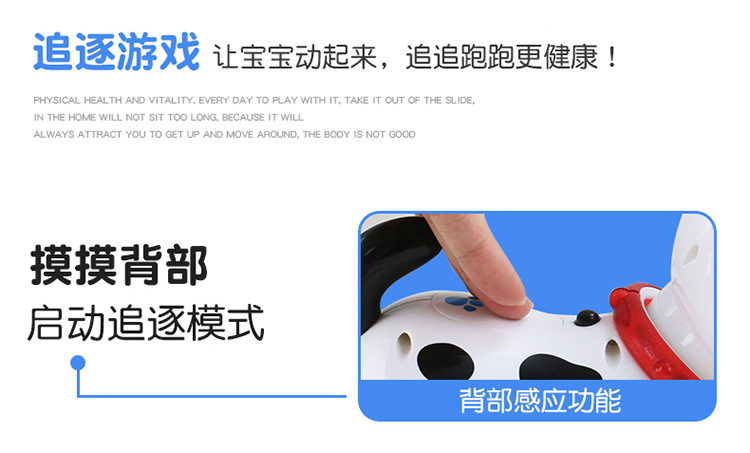 追逐游戏 让宝宝动起来，追追跑跑更健康！
PHYSICAL HEALTH AND VITALITY. EVERY DAY TO PLAY WITH IT, TAKE IT OUT OF THE SLIDE,
IN THE HOME WILL NOT SIT TOO LONG, BECAUSE IT WILL
ALWAYS ATTRACT YOU TO GET UP AND MOVE AROUND, THE BODY IS NOT GOOD
摸摸背部
启动追逐模式
背部感应功能